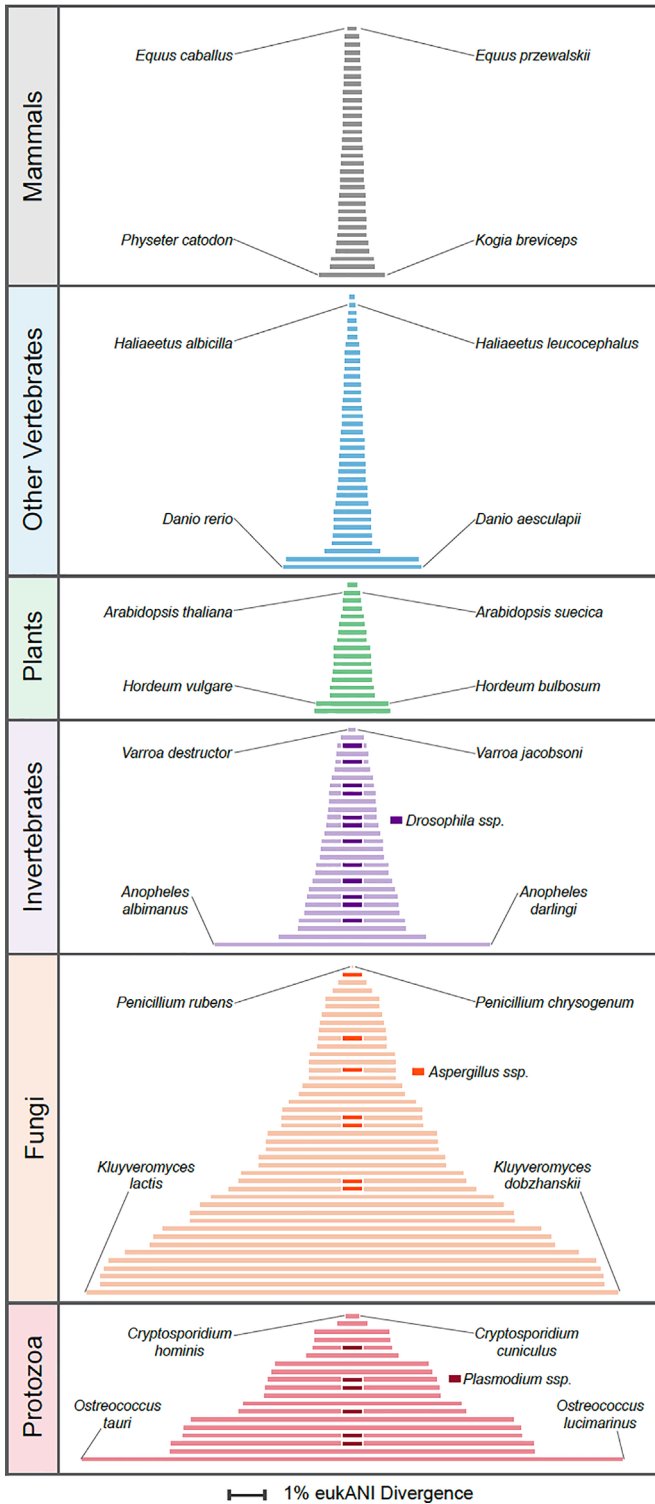 Mammals
Equus caballus
Equus przewalskii
Physeter catodon
Kogia breviceps
Other Vertebrates
Haliaeetus albicilla
Haliaeetus leucocephalus
Danio rerio
Danio aesculapii
Plants
Arabidopsis thaliana
Arabidopsis suecica
Hordeum vulgare
Hordeum bulbosum
Invertebrates
Varroa destructor
Varroa jacobsoni
Drosophila ssp.
Anopheles
albimanus
Anopheles
darlingi
Fungi
Penicillium rubens
Penicillium chrysogenum
Aspergillus ssp.
Kluyveromyces
lactis
Kluyveromyces
dobzhanskii
Protozoa
Cryptosporidium
hominis
Cryptosporidium
cuniculus
Plasmodium ssp.
Ostreococcus
tauri
Ostreococcus
lucimarinus
1% eukANI Divergence